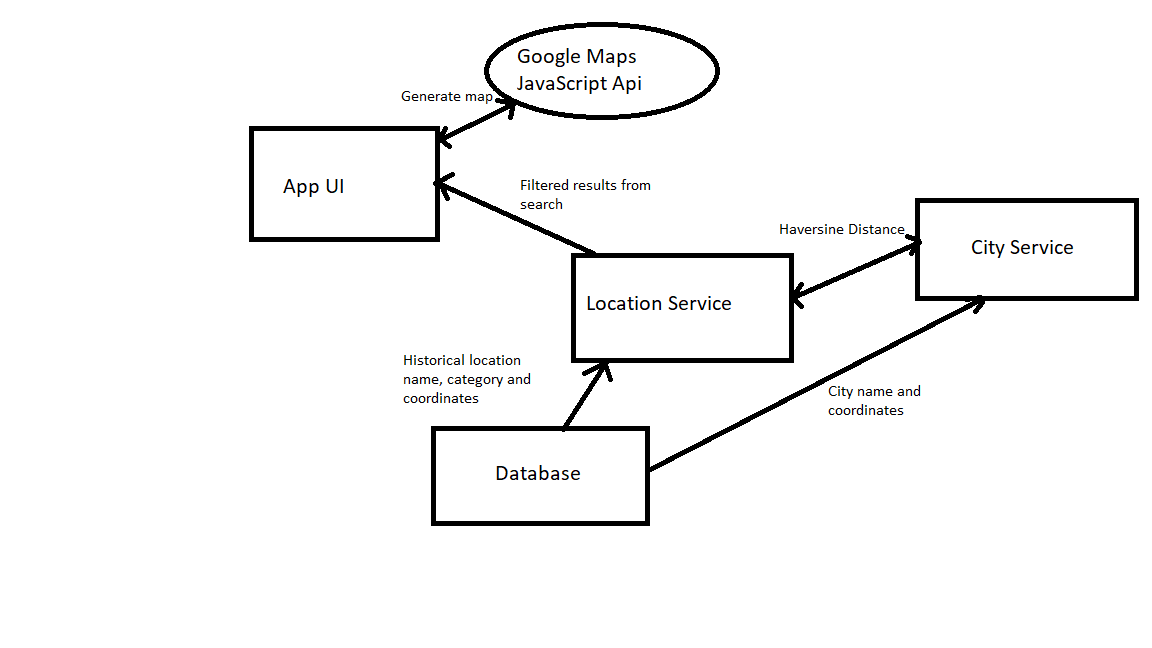 Google Maps
JavaScript Api
Generate map
App UI
Filtered results from
search
Haversine Distance
City Service
Location Service
Historical location
name, category and
coordinates
City name and
coordinates
Database